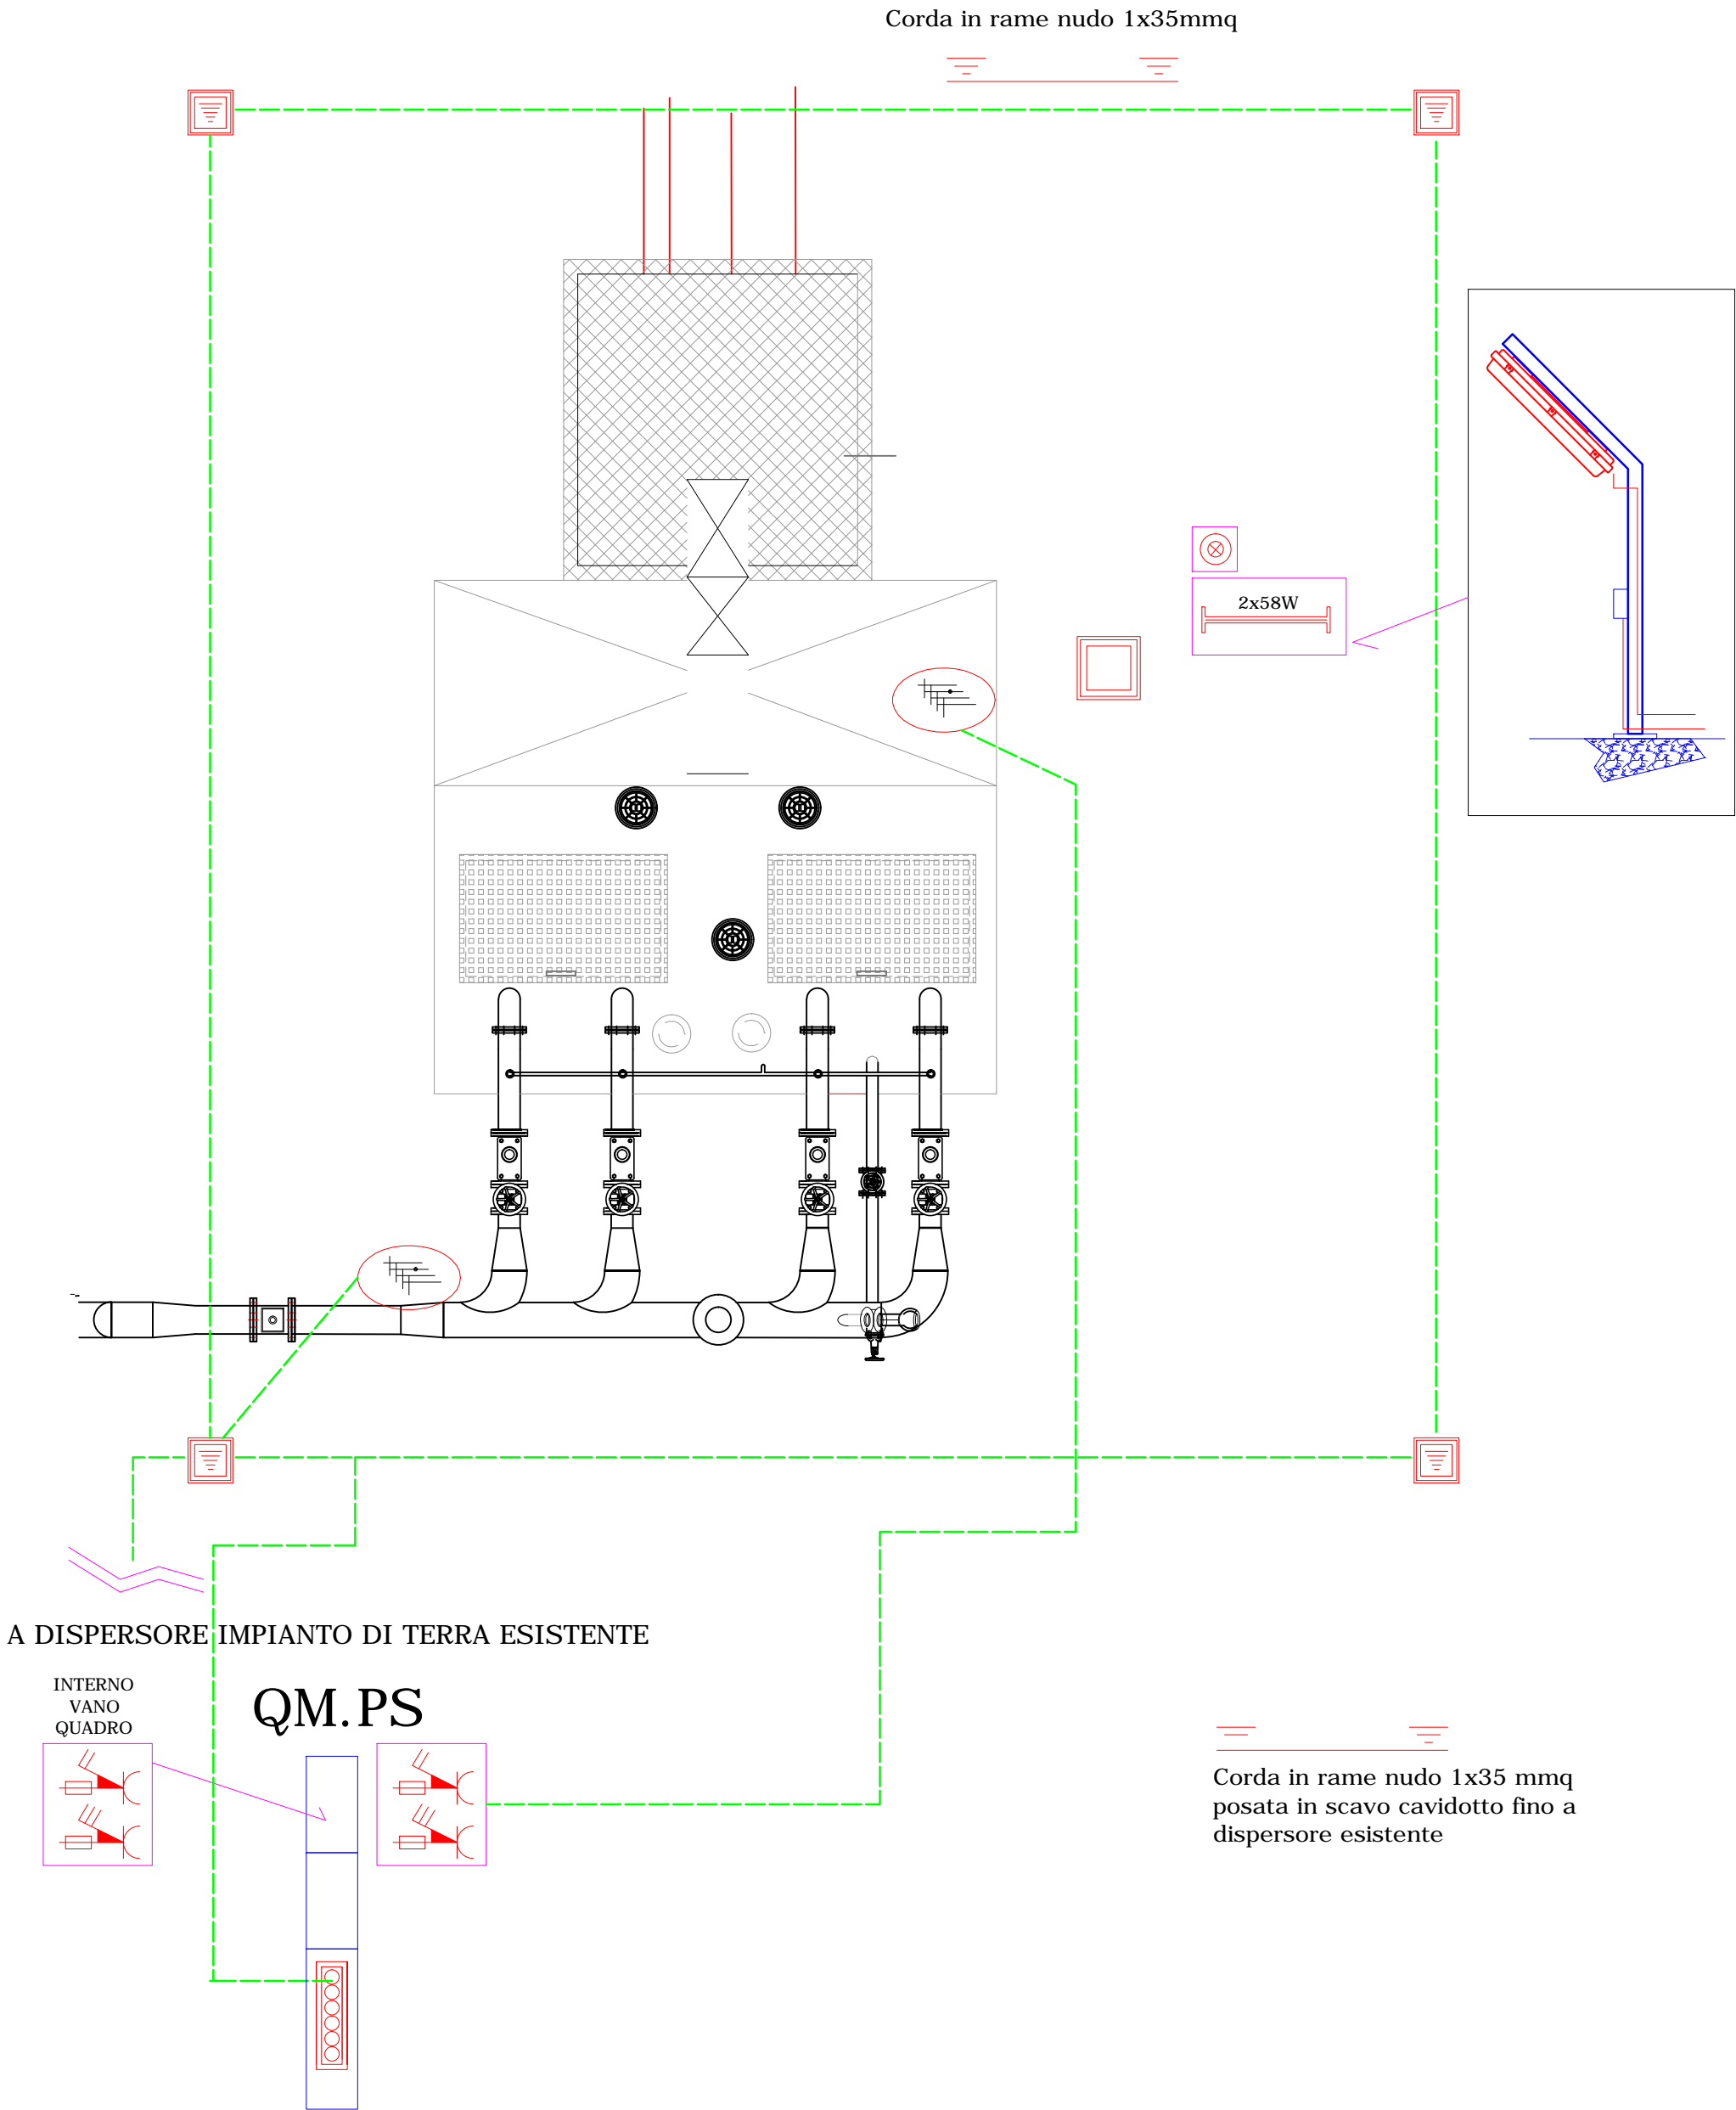 Corda in rame nudo 1x35mmq
2x58W
A DISPERSORE IMPIANTO DI TERRA ESISTENTE
INTERNO
VANO
QUADRO
QM.PS
Corda in rame nudo 1x35 mmq
posata in scavo cavidotto fino a
dispersore esistente